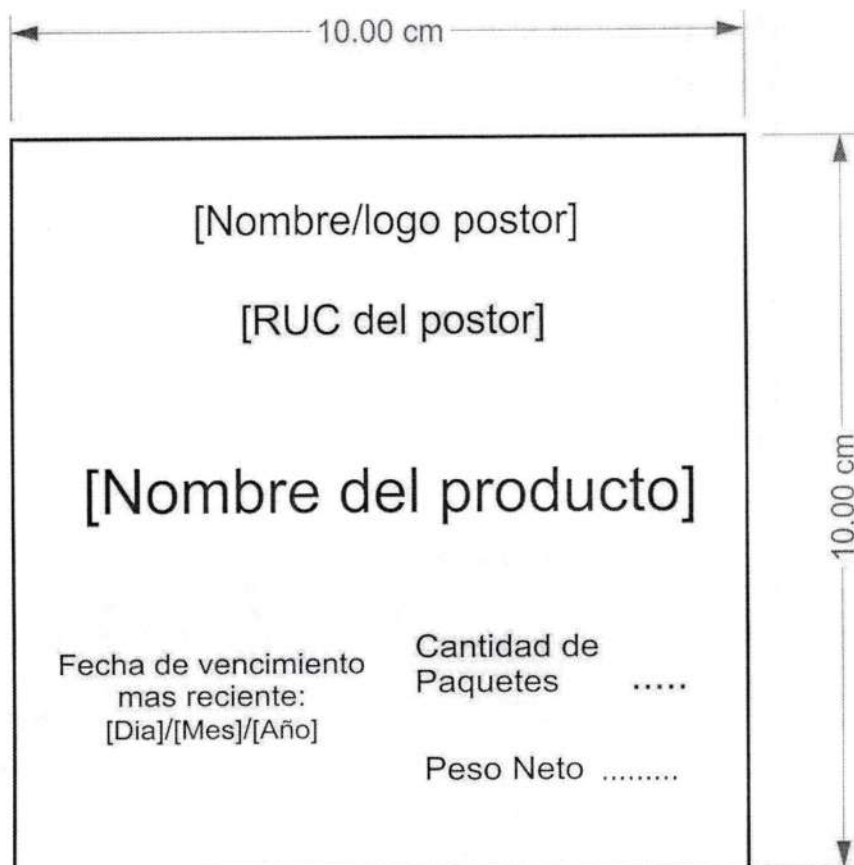 10.00 cm
[Nombre/logo postor]
[RUC del postor]
10.00 cm
[Nombre del producto]
Fecha de vencimiento
mas reciente:
[Dia]/[Mes]/[Año]
Cantidad de
Paquetes .....
Peso Neto .........